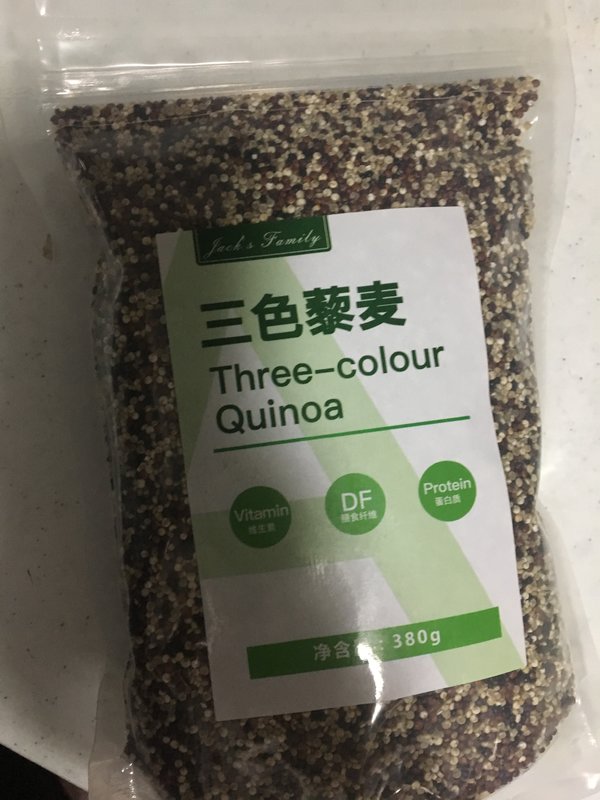 Jack's Family
三色藜麦
Three-colour
Quinoa
Vitamin
维生素
DF
膳食纤维
Protein
蛋白质
净含 : 380g